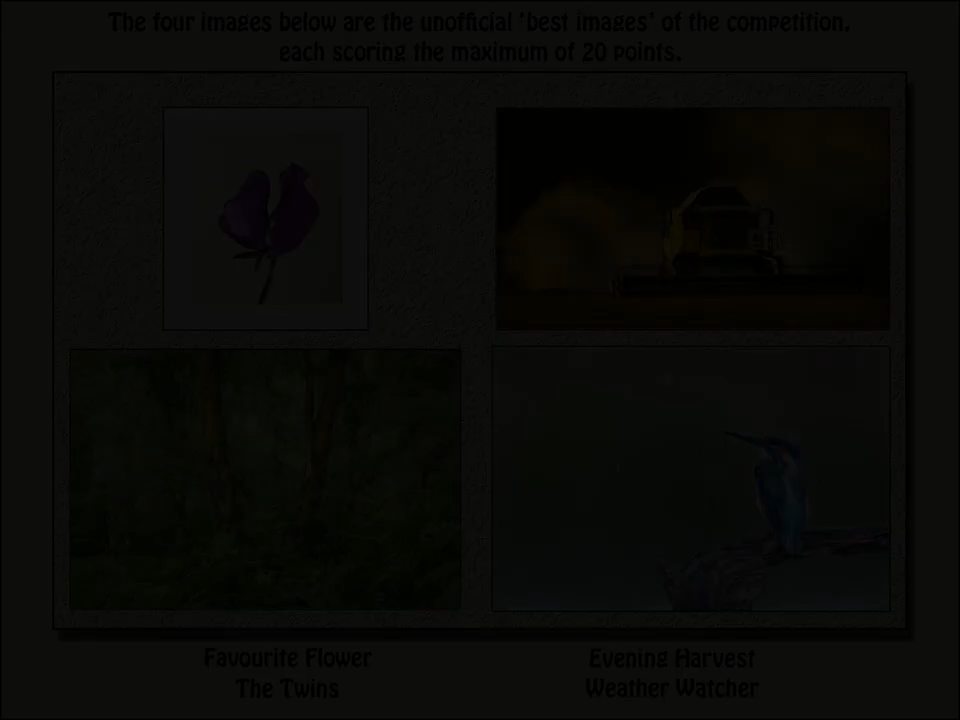 The four images below are the unofficial 'best images' of the competition.
each scoring the maximum of 20 points.
Favourite Flower
Evening Harvest
The Twins
Weather Watcher